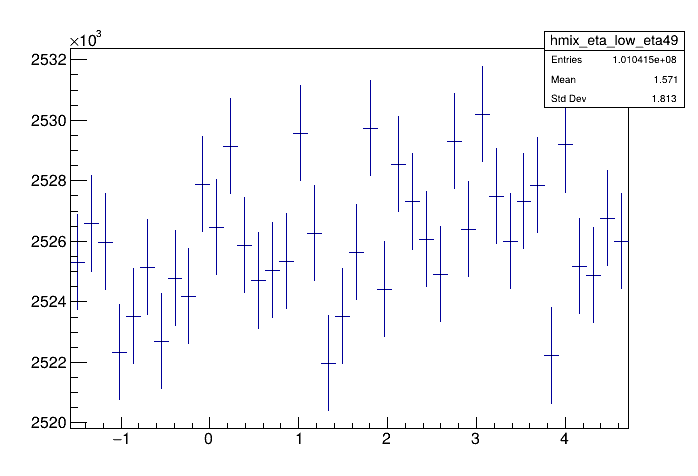 ×10³
hmix_eta_low_eta49
Entries 1.010415e+08
Mean 1.571
Std Dev 1.813
2532
2530
2528
2526
2524
2522
2520
−1 0 1 2 3 4